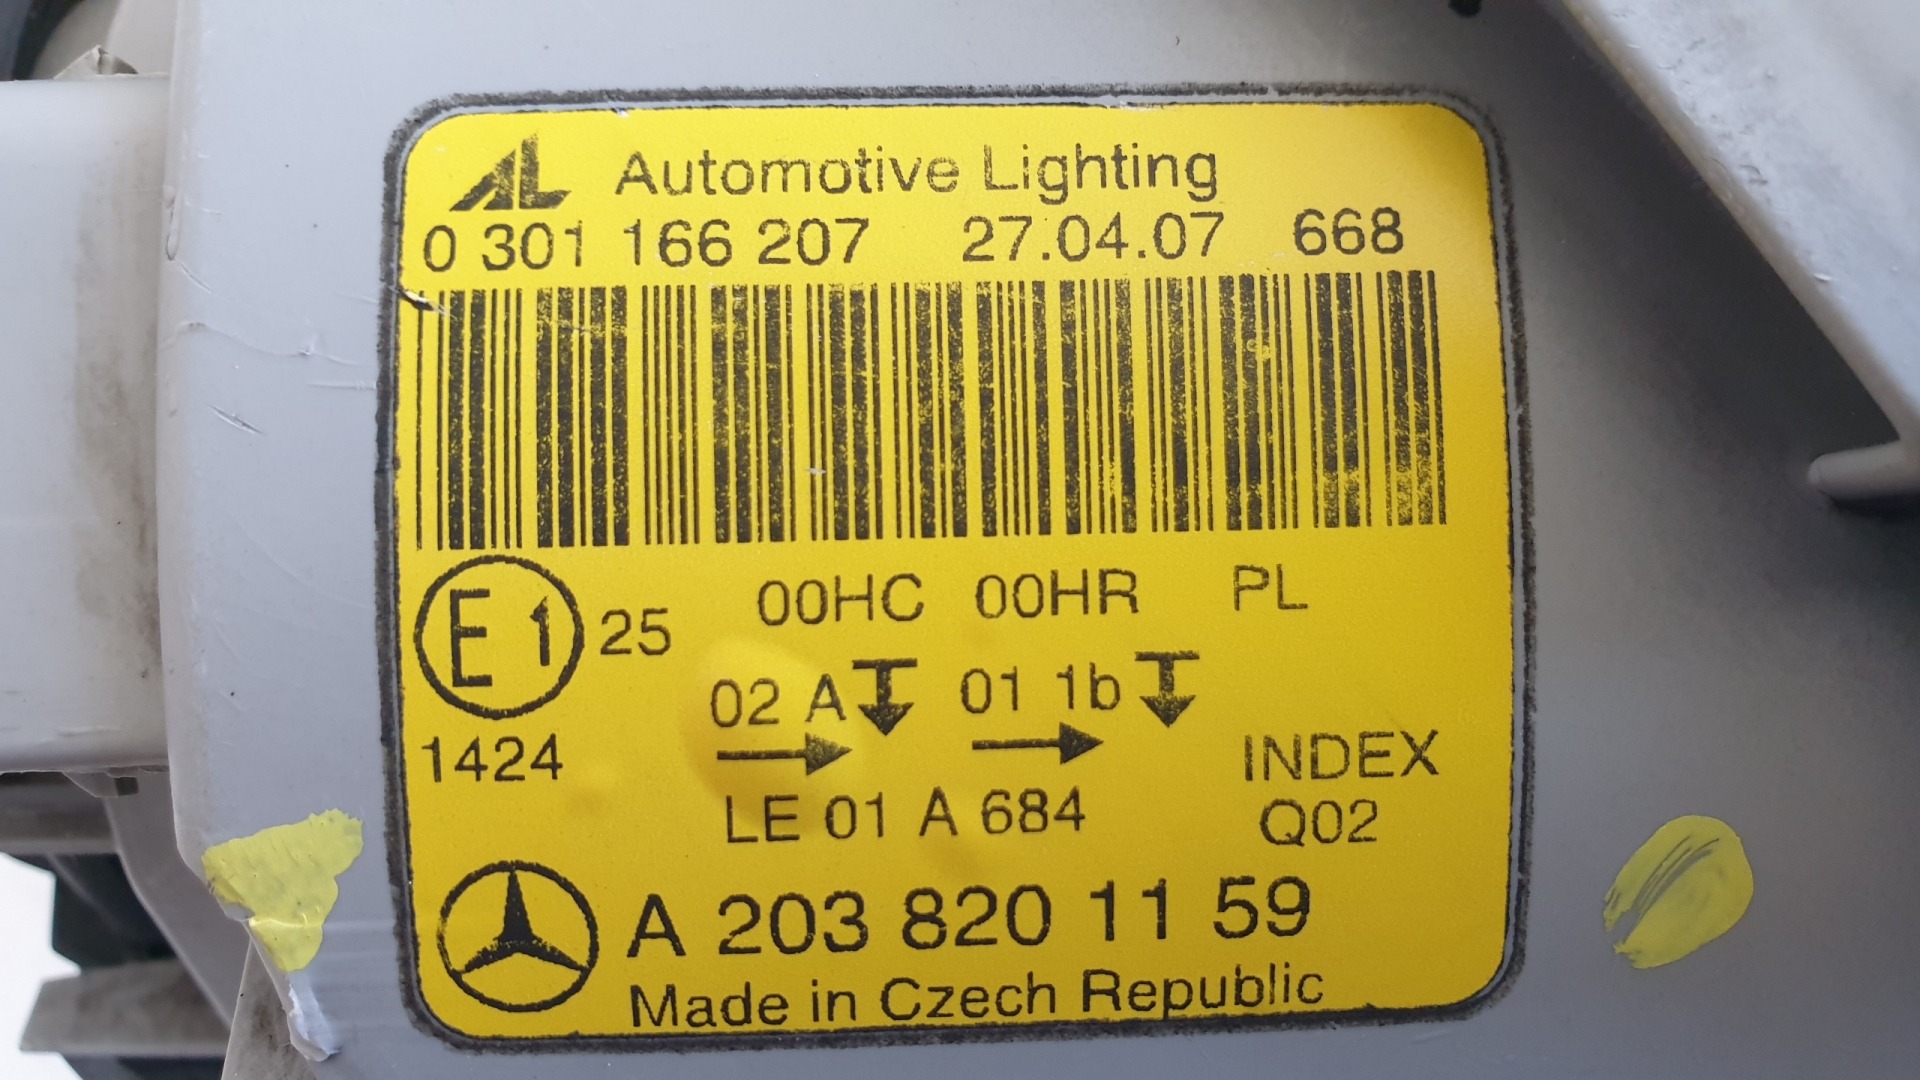 AL Automotive Lighting
0 301 166 207 27.04.07 668
E1 25 00HC 00HR PL
02 A 01 1b
1424 INDEX
LE 01 A 684 Q02
A 203 820 11 59
Made in Czech Republic